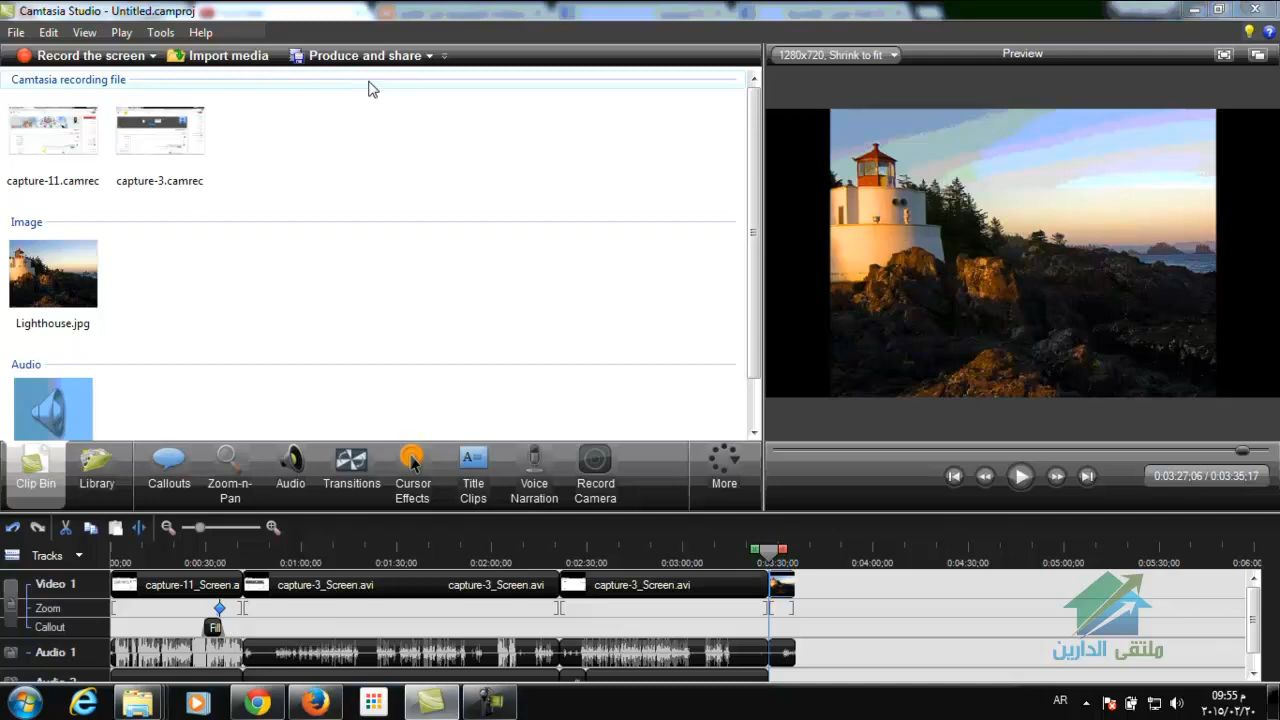 Camtasia Studio - Untitled.camproj
File Edit View Play Tools Help
Record the screen Import media Produce and share
1280x720, Shrink to fit Preview
Camtasia recording file
capture-11.camrec capture-3.camrec
Image
Lighthouse.jpg
Audio
Clip Bin Library Callouts Zoom-n-Pan Audio Transitions Cursor Effects Title Clips Voice Narration Record Camera More
0:03:27;06 / 0:03:35;17
Tracks
0:00:30;00 0:01:00;00 0:01:30;00 0:02:00;00 0:02:30;00 0:03:00;00 0:03:30;00 0:04:00;00 0:04:30;00 0:05:00;00 0:05:30;00
Video 1 capture-11_Screen.a capture-3_Screen.avi capture-3_Screen.avi capture-3_Screen.avi
Zoom
Callout Fill
Audio 1
ملتقى الدارين
AR
09:55 م
٢٠١٥/٠٢/٢٠